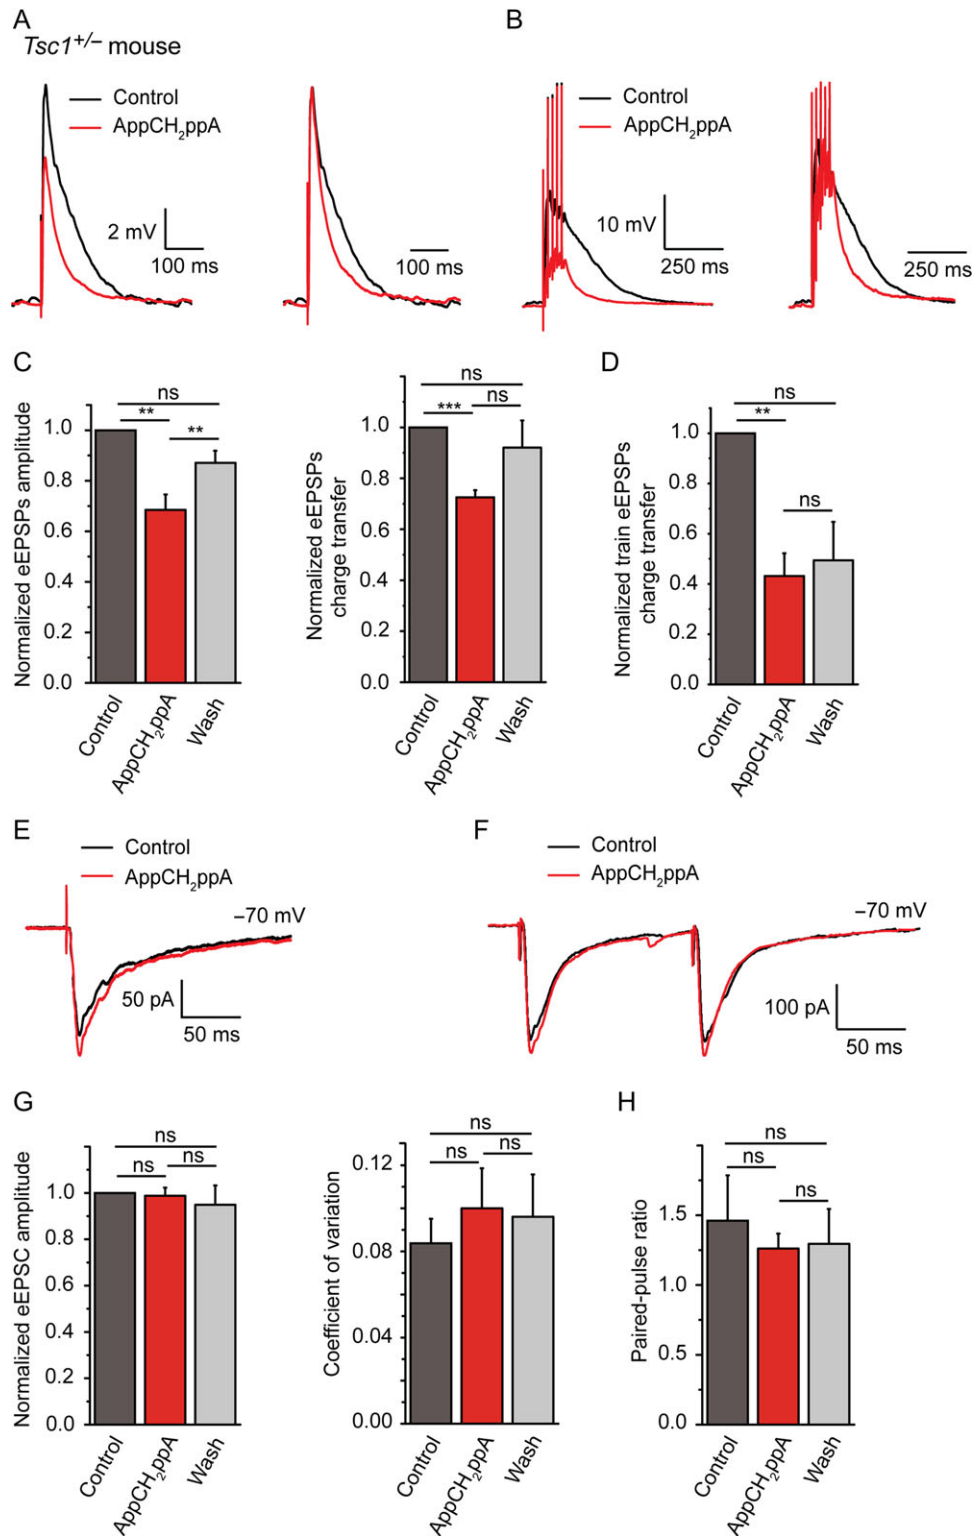 A
B
Tsc1+/– mouse
Control
AppCH2ppA
2 mV
100 ms
100 ms
Control
AppCH2ppA
10 mV
250 ms
250 ms
C
Normalized eEPSPs amplitude
1.0
0.8
0.6
0.4
0.2
0.0
ns
**
**
Control
AppCH2ppA
Wash
Normalized eEPSPs
charge transfer
1.0
0.8
0.6
0.4
0.2
0.0
ns
***
ns
Control
AppCH2ppA
Wash
D
Normalized train eEPSPs
charge transfer
1.0
0.8
0.6
0.4
0.2
0.0
ns
**
ns
Control
AppCH2ppA
Wash
E
Control
AppCH2ppA
–70 mV
50 pA
50 ms
F
Control
AppCH2ppA
–70 mV
100 pA
50 ms
G
Normalized eEPSC amplitude
1.0
0.8
0.6
0.4
0.2
0.0
ns
ns
ns
Control
AppCH2ppA
Wash
Coefficient of variation
0.12
0.08
0.04
0.00
ns
ns
ns
Control
AppCH2ppA
Wash
H
Paired-pulse ratio
1.5
1.0
0.5
0.0
ns
ns
ns
Control
AppCH2ppA
Wash